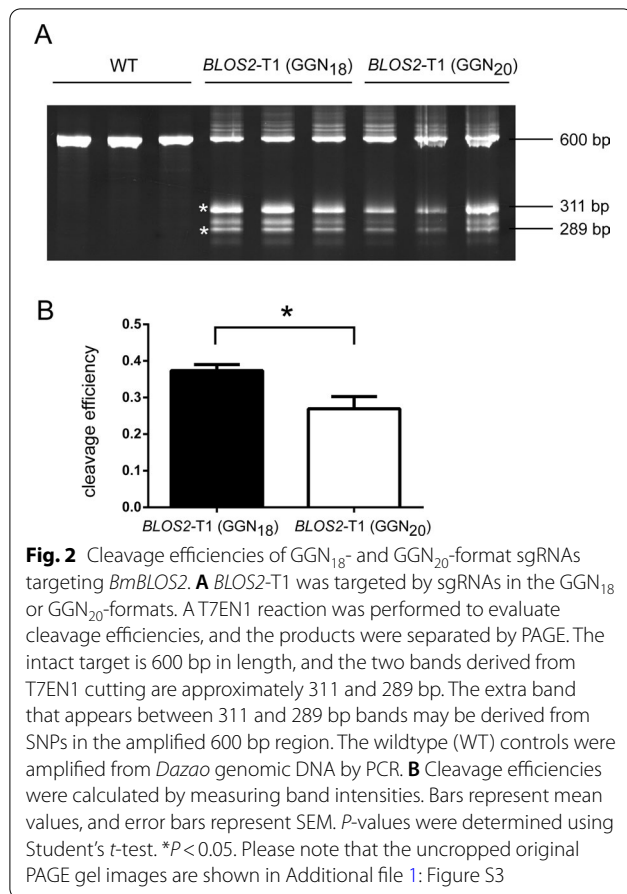 A
WT BLOS2-T1 (GGN18) BLOS2-T1 (GGN20)
600 bp
* 311 bp
* 289 bp
B
*
cleavage efficiency
0.5
0.4
0.3
0.2
0.1
0.0
BLOS2-T1 (GGN18) BLOS2-T1 (GGN20)
Fig. 2 Cleavage efficiencies of GGN18- and GGN20-format sgRNAs
targeting BmBLOS2. A BLOS2-T1 was targeted by sgRNAs in the GGN18
or GGN20-formats. A T7EN1 reaction was performed to evaluate
cleavage efficiencies, and the products were separated by PAGE. The
intact target is 600 bp in length, and the two bands derived from
T7EN1 cutting are approximately 311 and 289 bp. The extra band
that appears between 311 and 289 bp bands may be derived from
SNPs in the amplified 600 bp region. The wildtype (WT) controls were
amplified from Dazao genomic DNA by PCR. B Cleavage efficiencies
were calculated by measuring band intensities. Bars represent mean
values, and error bars represent SEM. P-values were determined using
Student's t-test. *P < 0.05. Please note that the uncropped original
PAGE gel images are shown in Additional file 1: Figure S3